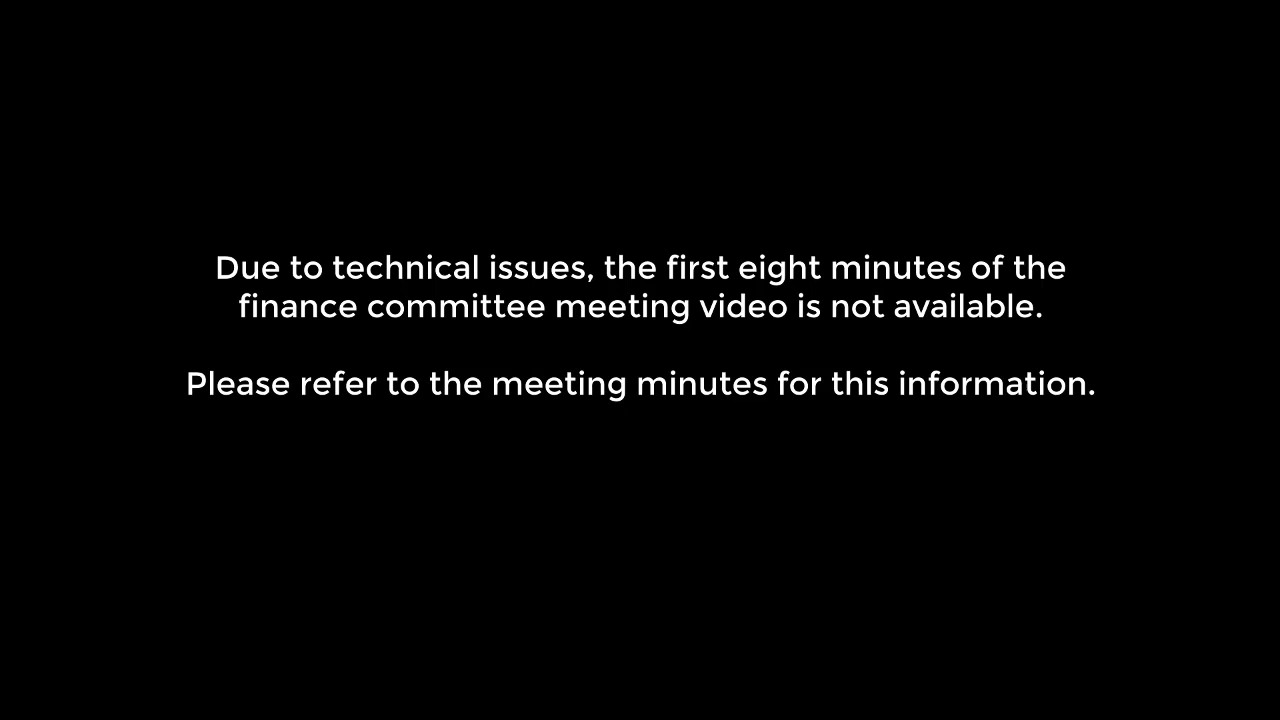 Due to technical issues, the first eight minutes of the
finance committee meeting video is not available.
Please refer to the meeting minutes for this information.